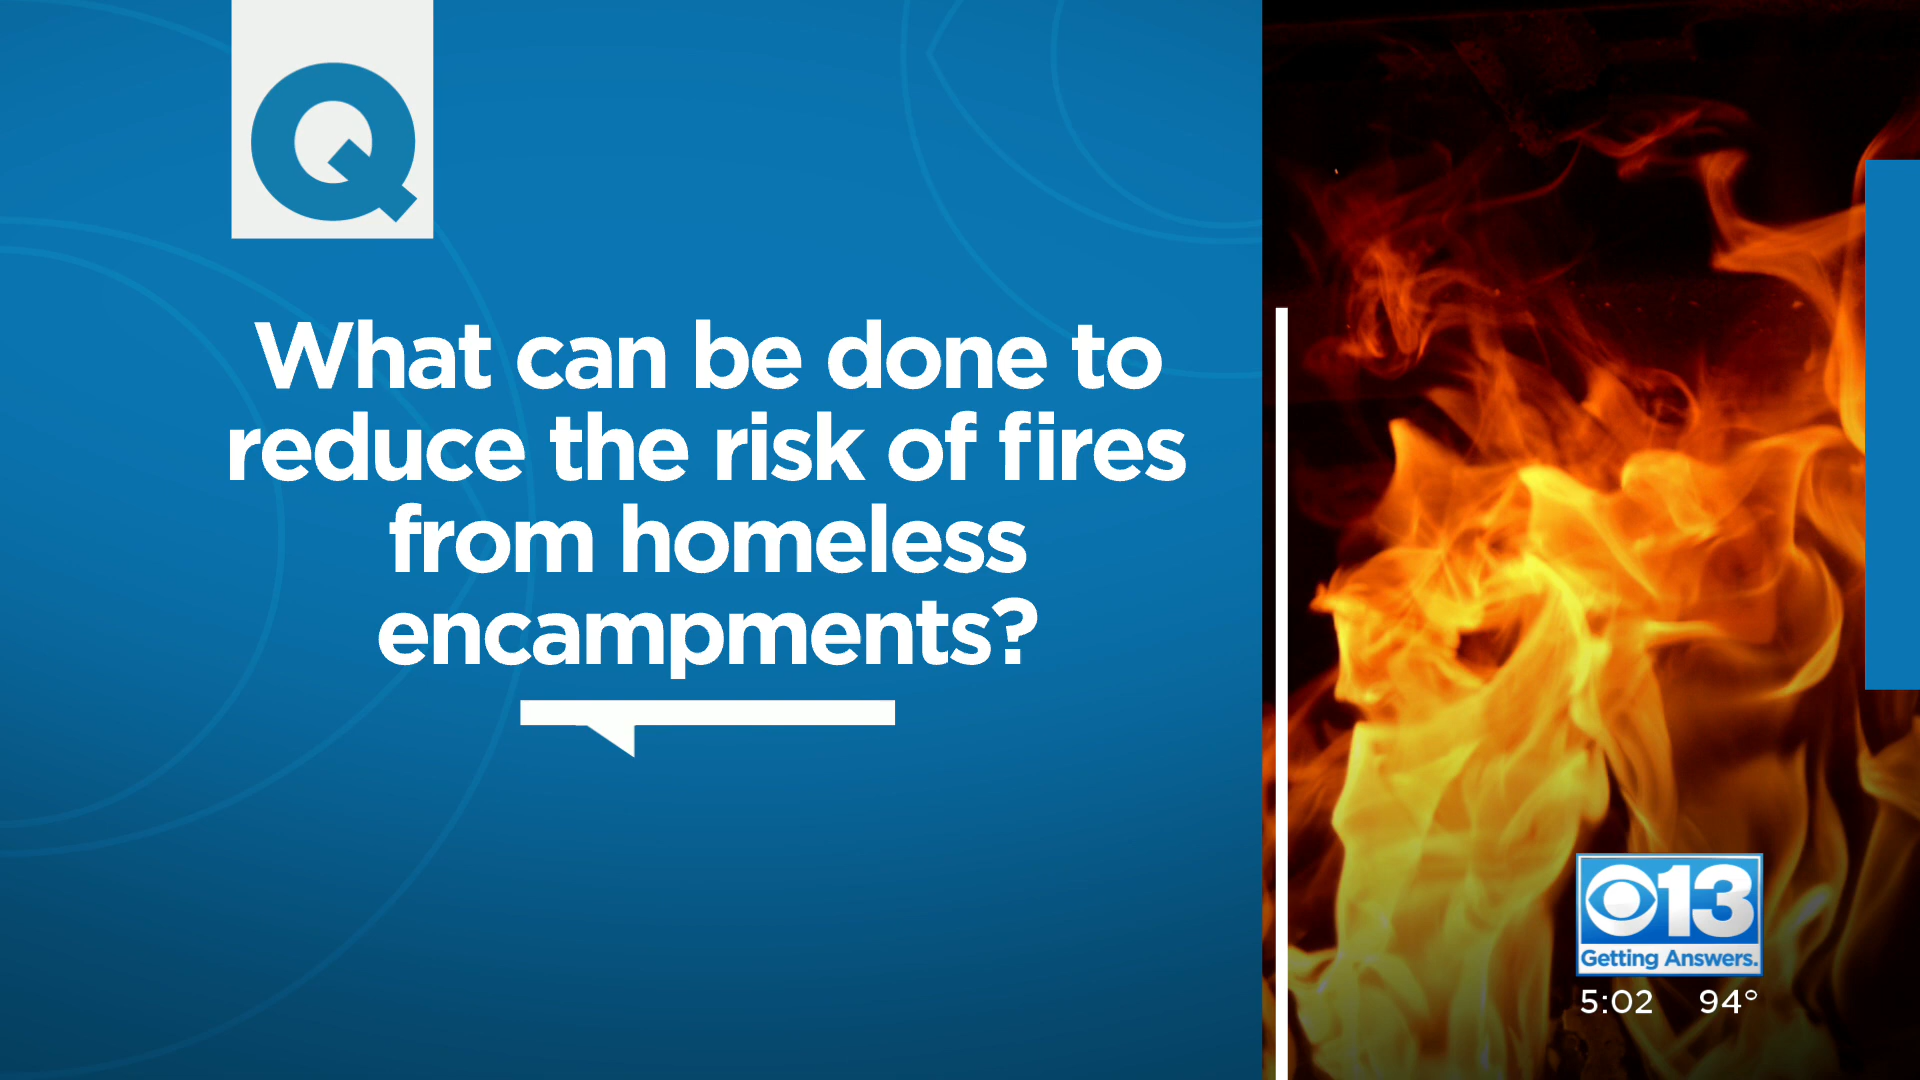 Q
What can be done to
reduce the risk of fires
from homeless
encampments?
13
Getting Answers.
5:02 94°